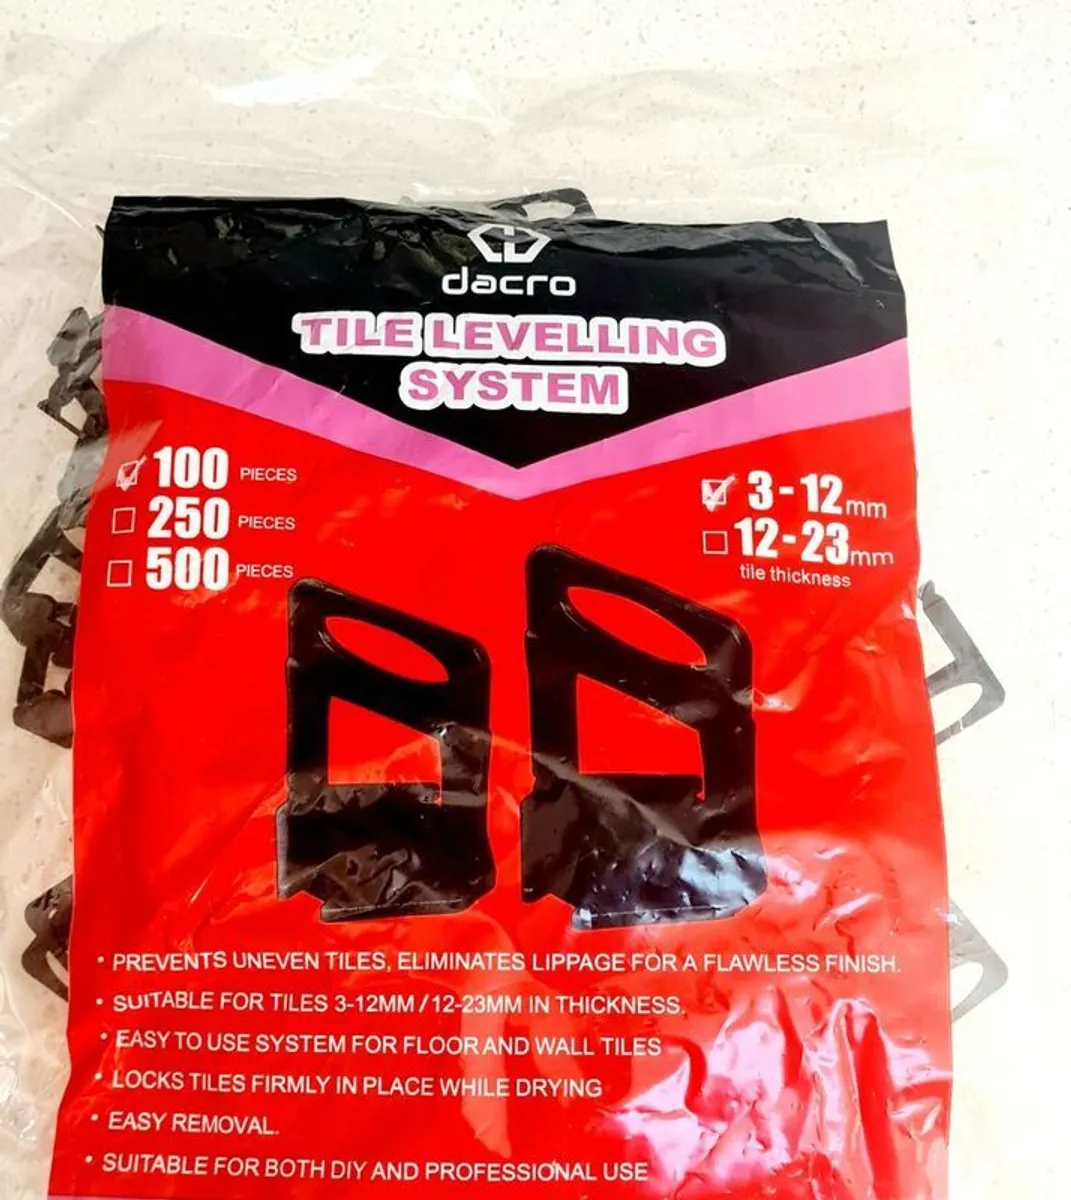 dacro
TILE LEVELLING
SYSTEM
100 PIECES
250 PIECES
500 PIECES
3-12mm
12-23mm
tile thickness
• PREVENTS UNEVEN TILES, ELIMINATES LIPPAGE FOR A FLAWLESS FINISH.
• SUITABLE FOR TILES 3-12MM / 12-23MM IN THICKNESS.
• EASY TO USE SYSTEM FOR FLOOR AND WALL TILES
• LOCKS TILES FIRMLY IN PLACE WHILE DRYING
• EASY REMOVAL.
• SUITABLE FOR BOTH DIY AND PROFESSIONAL USE